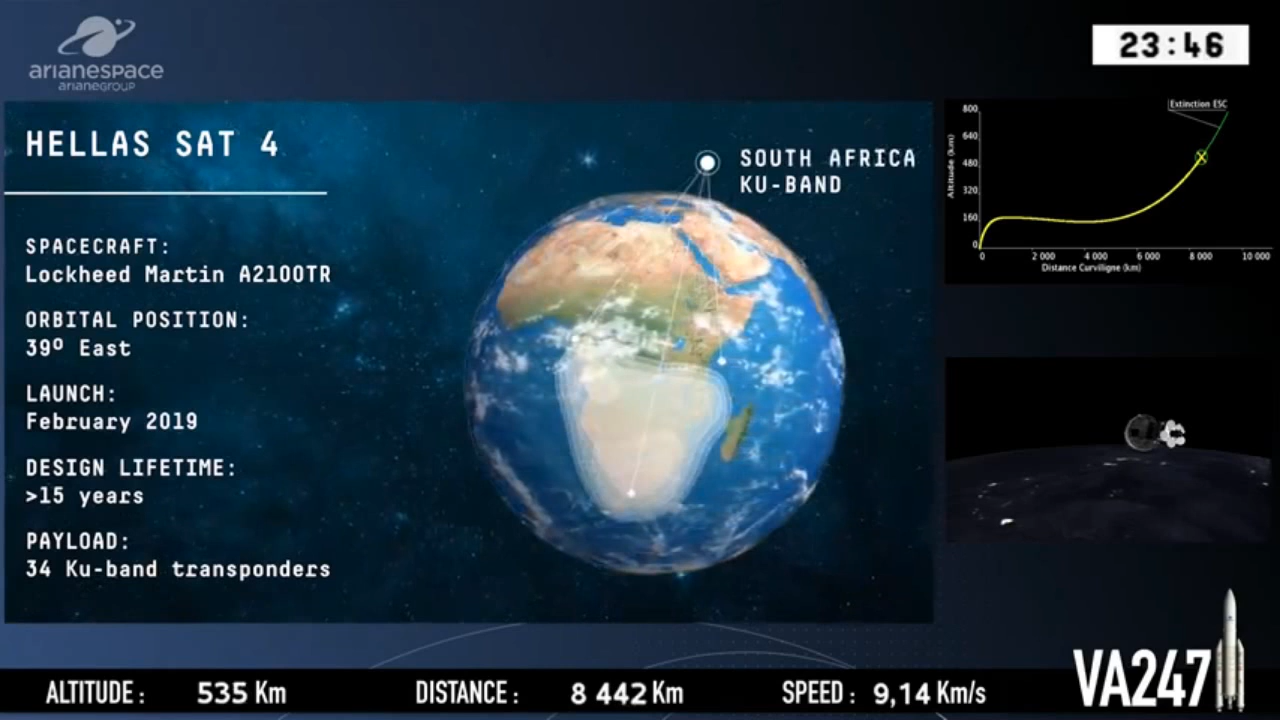 arianespace
arianeGROUP
23:46
HELLAS SAT 4
SPACECRAFT:
Lockheed Martin A2100TR
ORBITAL POSITION:
39º East
LAUNCH:
February 2019
DESIGN LIFETIME:
>15 years
PAYLOAD:
34 Ku-band transponders
SOUTH AFRICA
KU-BAND
Extinction ESC
Altitude (km)
800
640
480
320
160
0
0 2 000 4 000 6 000 8 000 10 000
Distance Curviligne (km)
VA247
ALTITUDE : 535 Km DISTANCE : 8 442 Km SPEED : 9,14 Km/s